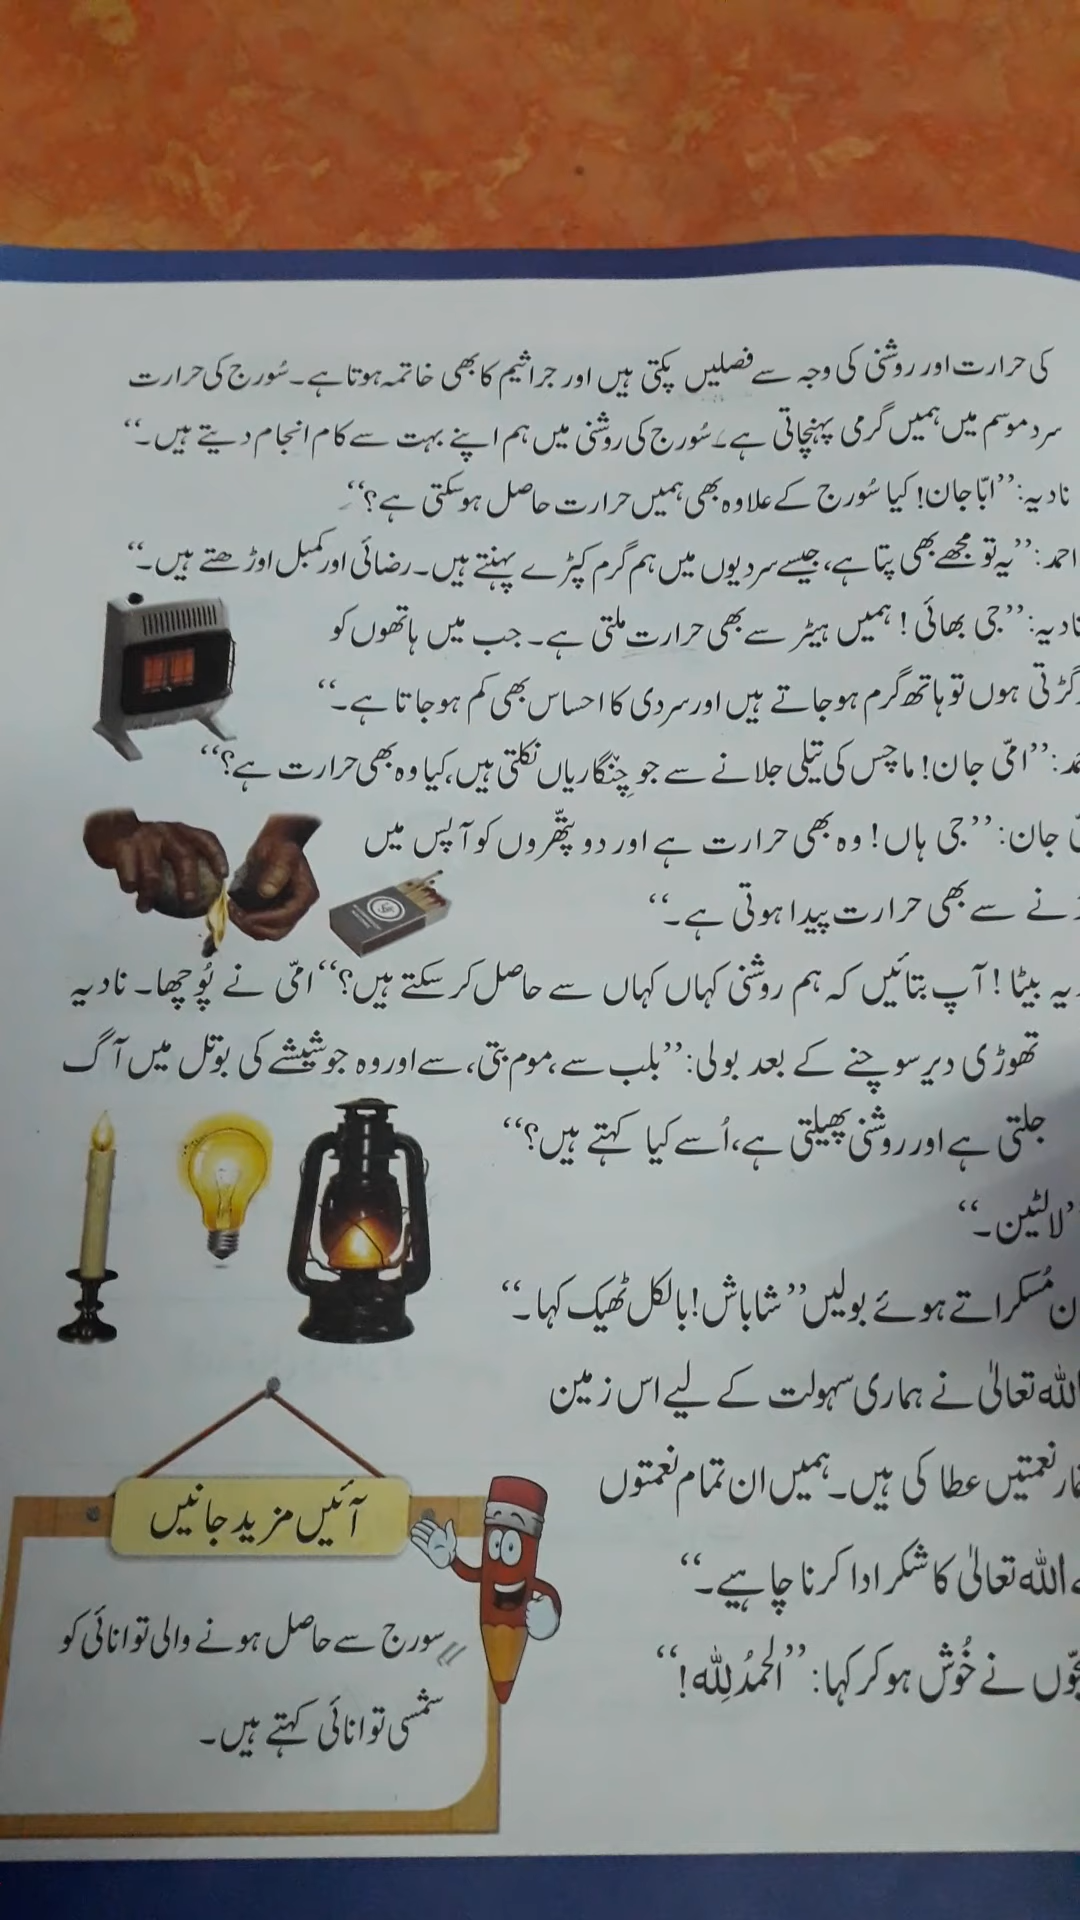 کی حرارت اور روشنی کی وجہ سے فصلیں پکتی ہیں اور جراثیم کا بھی خاتمہ ہوتا ہے۔ سُورج کی حرارت
سرد موسم میں ہمیں گرمی پہنچاتی ہے۔ سُورج کی روشنی میں ہم اپنے بہت سے کام انجام دیتے ہیں۔‘‘
نادیہ: ’’ابّا جان! کیا سُورج کے علاوہ بھی ہمیں حرارت حاصل ہوسکتی ہے؟‘‘
احمد: ’’یہ تو مجھے بھی پتا ہے، جیسے سردیوں میں ہم گرم کپڑے پہنتے ہیں۔ رضائی اور کمبل اوڑھتے ہیں۔‘‘
نادیہ: ’’جی بھائی! ہمیں ہیٹر سے بھی حرارت ملتی ہے۔ جب میں ہاتھوں کو
رگڑتی ہوں تو ہاتھ گرم ہو جاتے ہیں اور سردی کا احساس بھی کم ہو جاتا ہے۔‘‘
’’امّی جان! ماچس کی تیلی جلانے سے جو چِنگاریاں نکلتی ہیں، کیا وہ بھی حرارت ہے؟‘‘
جان: ’’جی ہاں! وہ بھی حرارت ہے اور دو پتّھروں کو آپس میں
سے بھی حرارت پیدا ہوتی ہے۔‘‘
بیٹا! آپ بتائیں کہ ہم روشنی کہاں کہاں سے حاصل کر سکتے ہیں؟‘‘ امّی نے پُوچھا۔ نادیہ
تھوڑی دیر سوچنے کے بعد بولی: ’’بلب سے، موم بتی، سے اور وہ جو شیشے کی بوتل میں آگ
جلتی ہے اور روشنی پھیلتی ہے، اُسے کیا کہتے ہیں؟‘‘
’’لالٹین۔‘‘
مُسکراتے ہوئے بولیں ’’شاباش! بالکل ٹھیک کہا۔‘‘
اللہ تعالیٰ نے ہماری سہولت کے لیے اس زمین
نعمتیں عطا کی ہیں۔ ہمیں ان تمام نعمتوں
اللہ تعالیٰ کا شکر ادا کرنا چاہیے۔‘‘
بچّوں نے خُوش ہو کر کہا: ’’الحمدُ لِلہ!‘‘
آئیں مزید جانیں
سورج سے حاصل ہونے والی توانائی کو
شمسی توانائی کہتے ہیں۔